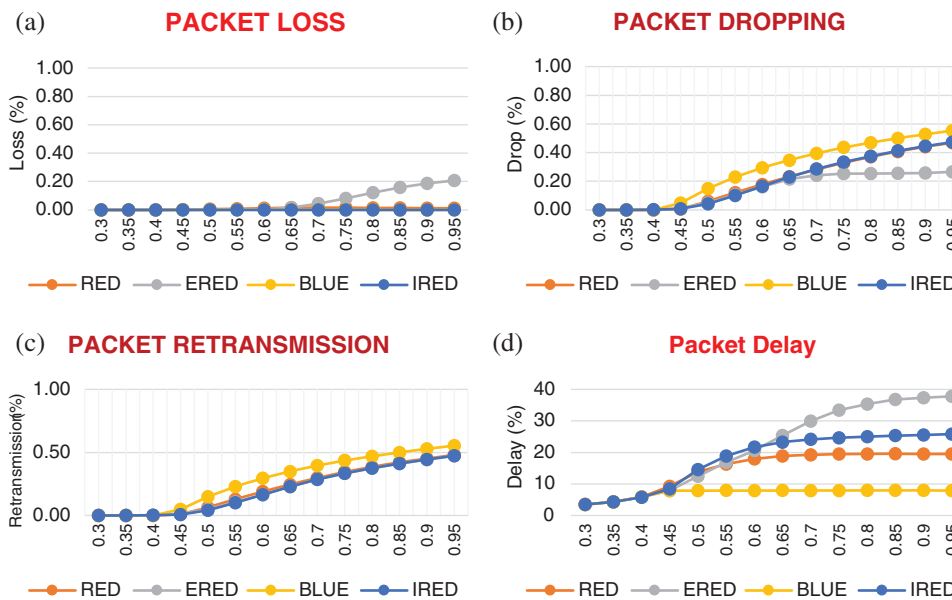 (a) PACKET LOSS
1.00
0.80
0.60
0.40
0.20
0.00
Loss (%)
0.3 0.35 0.4 0.45 0.5 0.55 0.6 0.65 0.7 0.75 0.8 0.85 0.9 0.95
RED ERED BLUE IRED
(b) PACKET DROPPING
1.00
0.80
0.60
0.40
0.20
0.00
Drop (%)
0.3 0.35 0.4 0.45 0.5 0.55 0.6 0.65 0.7 0.75 0.8 0.85 0.9 0.95
RED ERED BLUE IRED
(c) PACKET RETRANSMISSION
1.00
0.50
0.00
Retransmission(%)
0.3 0.35 0.4 0.45 0.5 0.55 0.6 0.65 0.7 0.75 0.8 0.85 0.9 0.95
RED ERED BLUE IRED
(d) Packet Delay
40
30
20
10
0
Delay (%)
0.3 0.35 0.4 0.45 0.5 0.55 0.6 0.65 0.7 0.75 0.8 0.85 0.9 0.95
RED ERED BLUE IRED